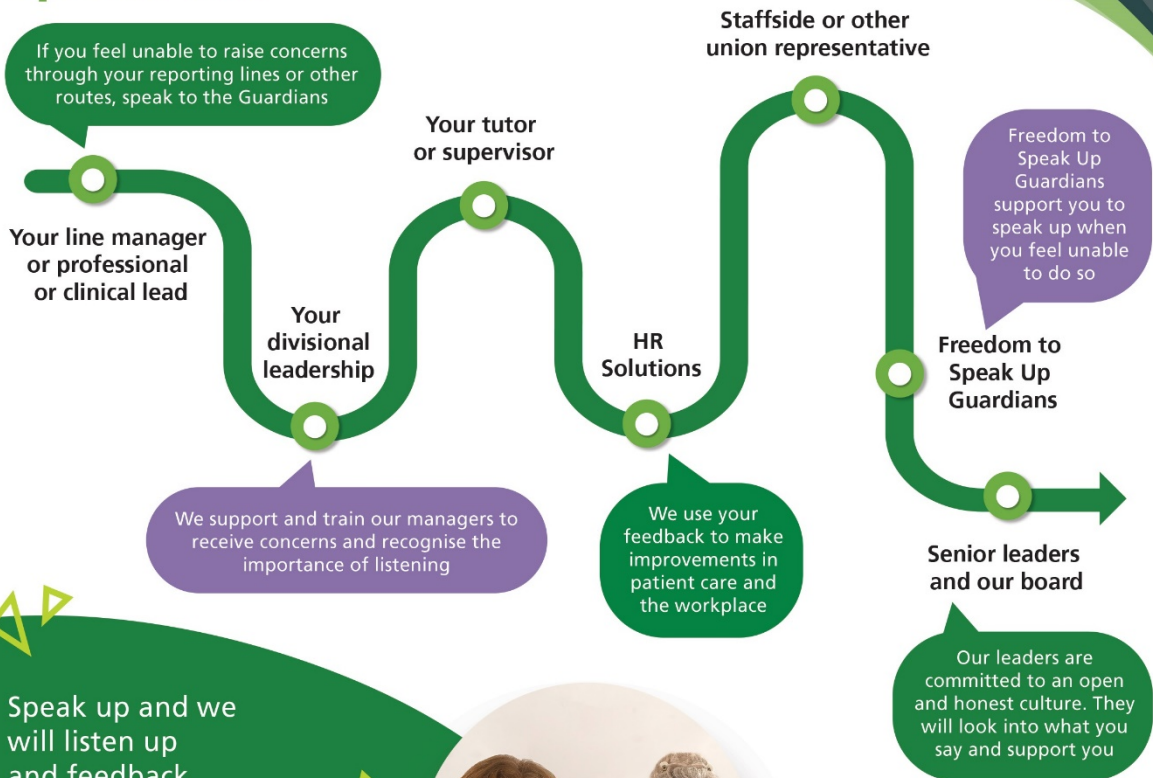 If you feel unable to raise concerns
through your reporting lines or other
routes, speak to the Guardians
Your line manager
or professional
or clinical lead
Your
divisional
leadership
We support and train our managers to
receive concerns and recognise the
importance of listening
Your tutor
or supervisor
HR
Solutions
We use your
feedback to make
improvements in
patient care and
the workplace
Staffside or other
union representative
Freedom to
Speak Up
Guardians
support you to
speak up when
you feel unable
to do so
Freedom to
Speak Up
Guardians
Senior leaders
and our board
Our leaders are
committed to an open
and honest culture. They
will look into what you
say and support you
Speak up and we
will listen up
and feedback